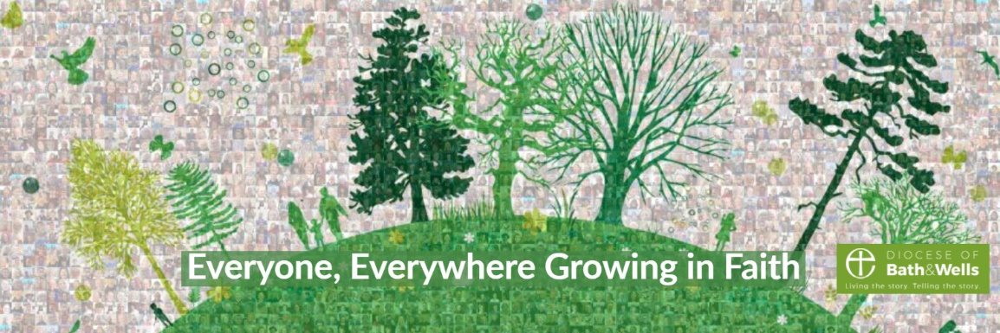 Everyone, Everywhere Growing in Faith
DIOCESE OF
Bath&Wells
Living the story. Telling the story.